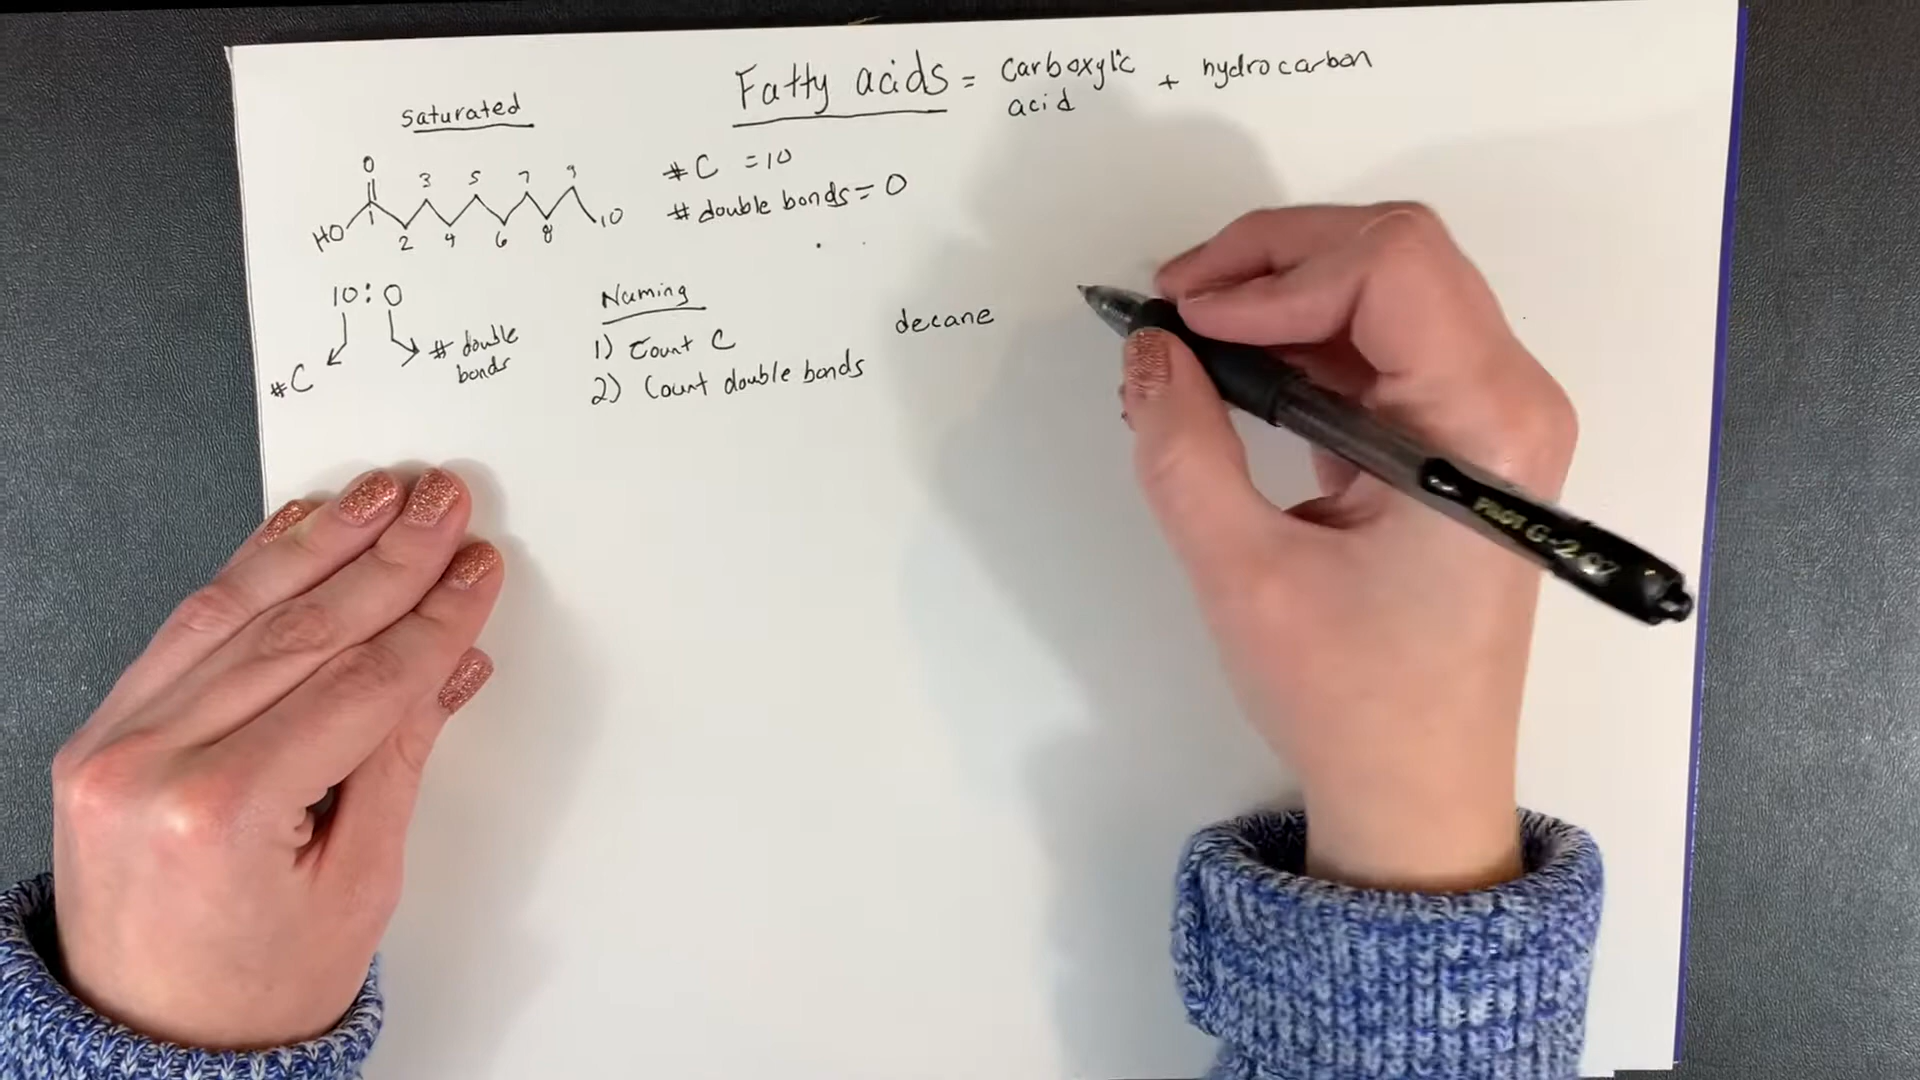 Fatty acids = carboxylic acid + hydrocarbon
saturated
O
HO
1 2 3 4 5 6 7 8 9 10
#C = 10
# double bonds = 0
10:0
#C
# double bonds
Naming
1) Count C
2) Count double bonds
decane
PILOT G-2 07